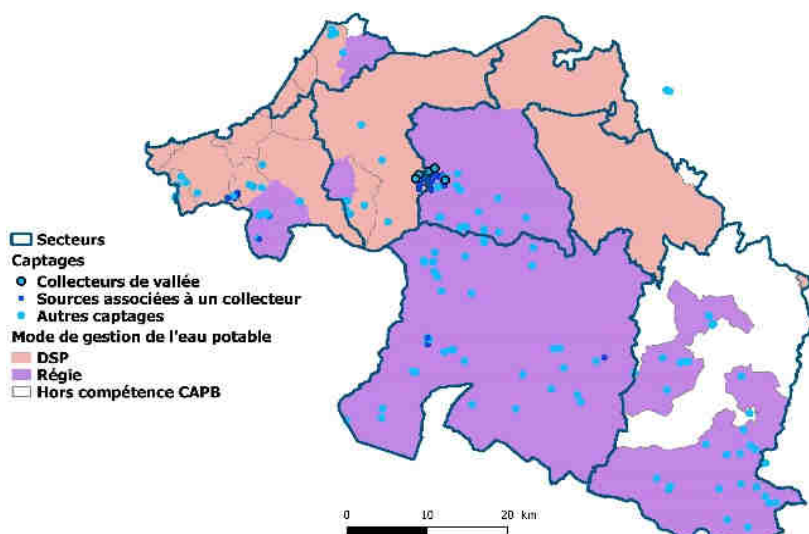 Secteurs
Captages
Collecteurs de vallée
Sources associées à un collecteur
Autres captages
Mode de gestion de l'eau potable
DSP
Régie
Hors compétence CAPB
0 10 20 km